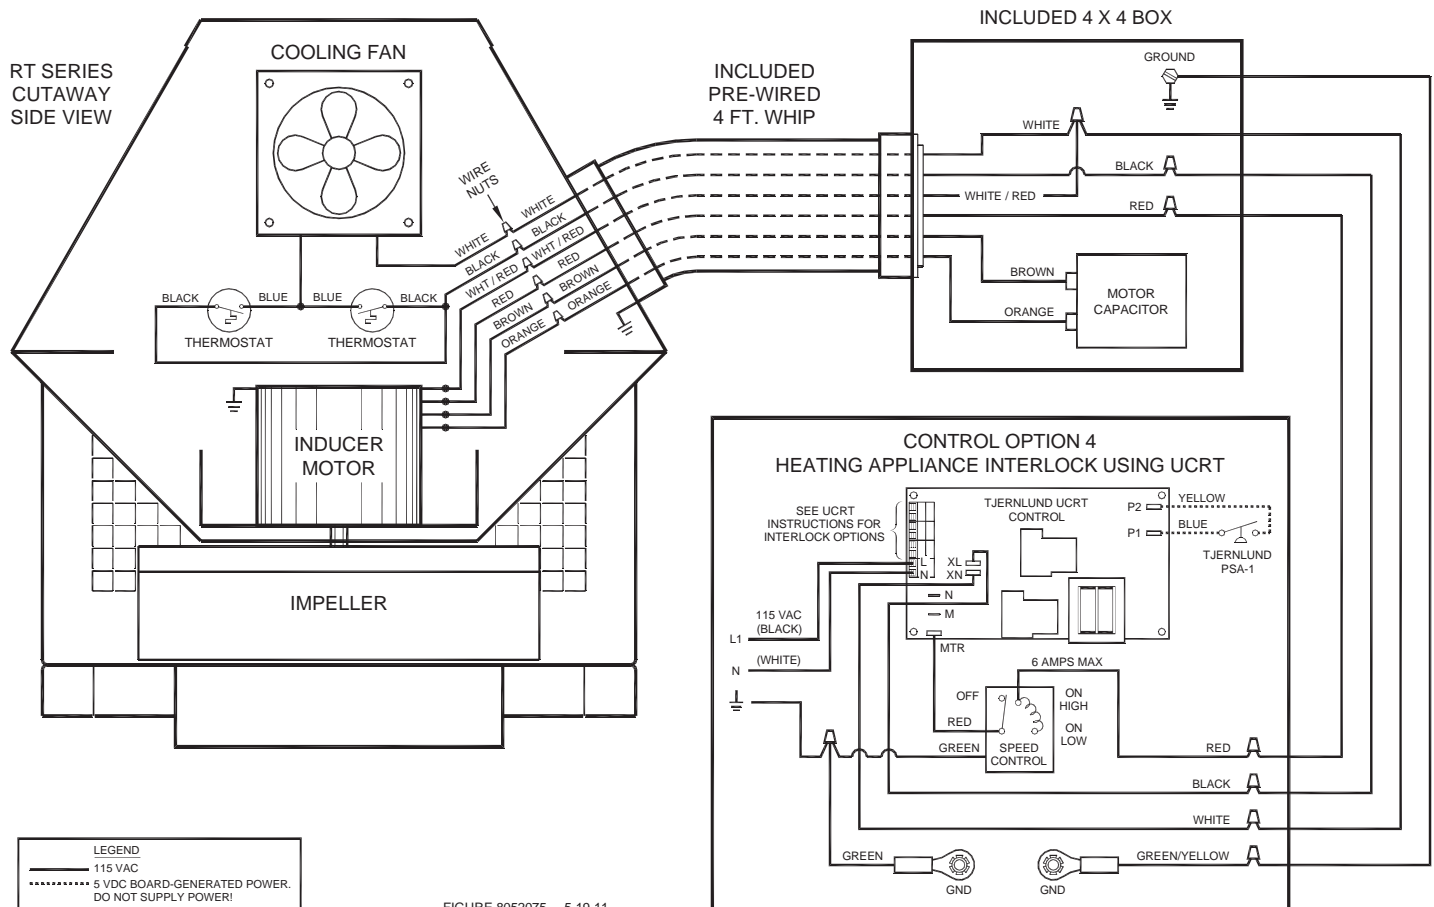 INCLUDED 4 X 4 BOX
RT SERIES
CUTAWAY
SIDE VIEW
COOLING FAN
INCLUDED
PRE-WIRED
4 FT. WHIP
GROUND
WHITE
BLACK
WHITE / RED
RED
BROWN
ORANGE
MOTOR
CAPACITOR
WIRE
NUTS
WHITE
WHITE
BLACK
BLACK
WHT / RED
WHT / RED
RED
RED
BROWN
BROWN
ORANGE
ORANGE
BLACK
BLUE
BLUE
BLACK
THERMOSTAT
THERMOSTAT
INDUCER
MOTOR
IMPELLER
CONTROL OPTION 4
HEATING APPLIANCE INTERLOCK USING UCRT
SEE UCRT
INSTRUCTIONS FOR
INTERLOCK OPTIONS
TJERNLUND UCRT
CONTROL
P2
YELLOW
P1
BLUE
TJERNLUND
PSA-1
L
N
XL
XN
N
M
MTR
115 VAC
(BLACK)
L1
(WHITE)
N
6 AMPS MAX
OFF
ON
HIGH
ON
LOW
RED
SPEED
CONTROL
GREEN
RED
BLACK
WHITE
GREEN
GND
GND
GREEN/YELLOW
LEGEND
115 VAC
5 VDC BOARD-GENERATED POWER.
DO NOT SUPPLY POWER!
FIGURE 8952075 5-19-11